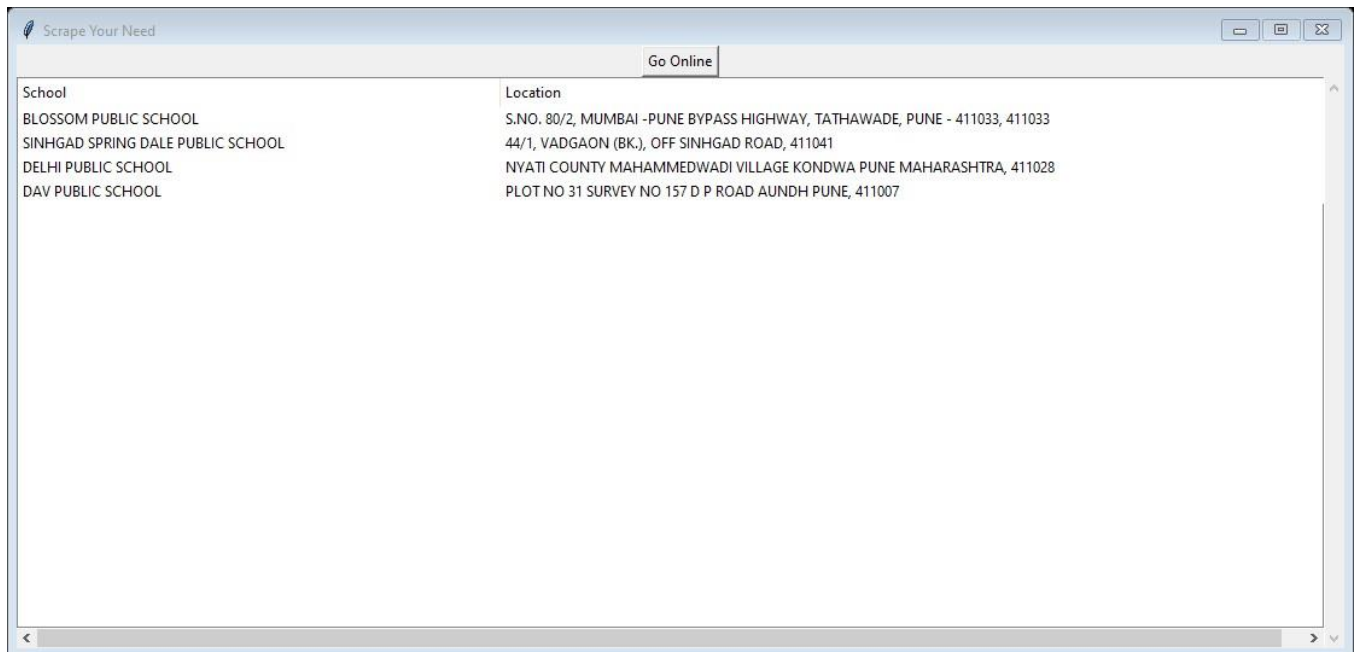 Scrape Your Need
Go Online
School Location
BLOSSOM PUBLIC SCHOOL S.NO. 80/2, MUMBAI -PUNE BYPASS HIGHWAY, TATHAWADE, PUNE - 411033, 411033
SINHGAD SPRING DALE PUBLIC SCHOOL 44/1, VADGAON (BK.), OFF SINHGAD ROAD, 411041
DELHI PUBLIC SCHOOL NYATI COUNTY MAHAMMEDWADI VILLAGE KONDWA PUNE MAHARASHTRA, 411028
DAV PUBLIC SCHOOL PLOT NO 31 SURVEY NO 157 D P ROAD AUNDH PUNE, 411007